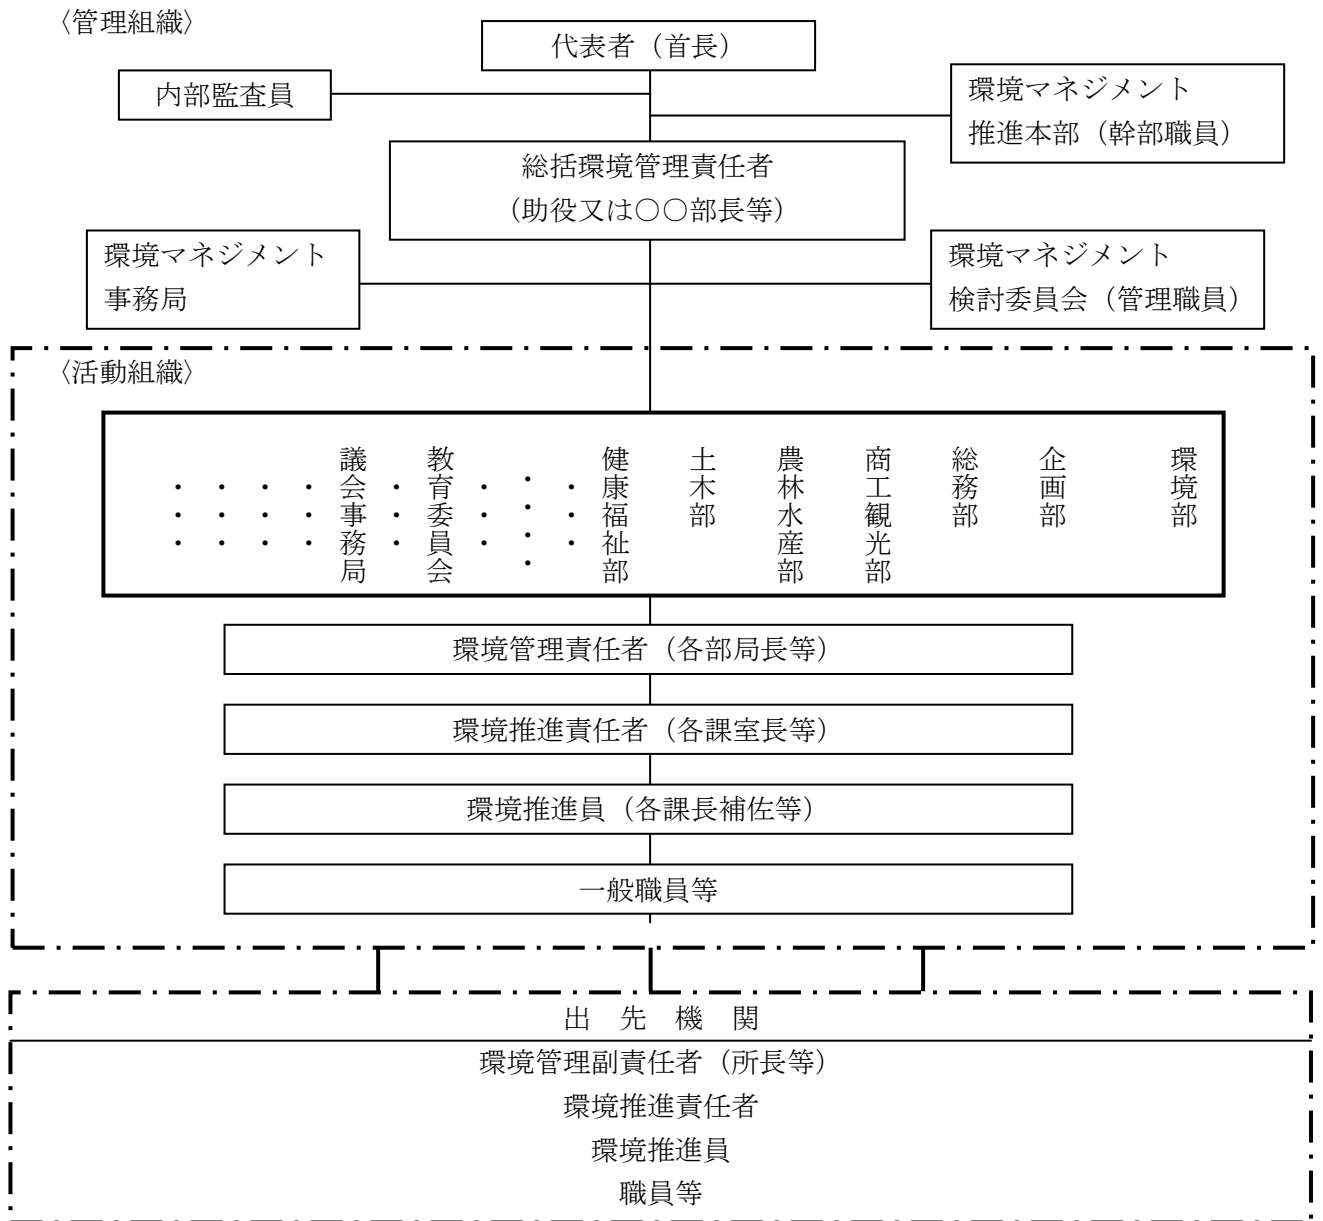 〈管理組織〉
代表者（首長）
内部監査員
環境マネジメント
推進本部（幹部職員）
総括環境管理責任者
（助役又は〇〇部長等）
環境マネジメント
事務局
環境マネジメント
検討委員会（管理職員）
〈活動組織〉
環境部
企画部
総務部
商工観光部
農林水産部
土木部
健康福祉部
・・・
・・・・
・・・
教育委員会
・・・
議会事務局
・・・
・・・
・・・
・・・
環境管理責任者（各部局長等）
環境推進責任者（各課室長等）
環境推進員（各課長補佐等）
一般職員等
出　先　機　関
環境管理副責任者（所長等）
環境推進責任者
環境推進員
職員等